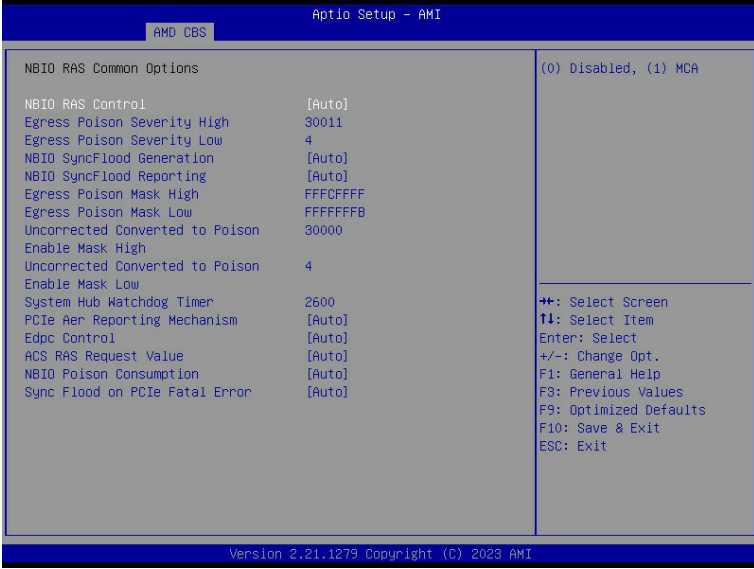 Aptio Setup – AMI
AMD CBS
NBIO RAS Common Options
NBIO RAS Control [Auto]
Egress Poison Severity High 30011
Egress Poison Severity Low 4
NBIO SyncFlood Generation [Auto]
NBIO SyncFlood Reporting [Auto]
Egress Poison Mask High FFFCFFFF
Egress Poison Mask Low FFFFFFFB
Uncorrected Converted to Poison 30000
Enable Mask High
Uncorrected Converted to Poison 4
Enable Mask Low
System Hub Watchdog Timer 2600
PCIe Aer Reporting Mechanism [Auto]
Edpc Control [Auto]
ACS RAS Request Value [Auto]
NBIO Poison Consumption [Auto]
Sync Flood on PCIe Fatal Error [Auto]
(0) Disabled, (1) MCA
→←: Select Screen
↑↓: Select Item
Enter: Select
+/-: Change Opt.
F1: General Help
F3: Previous Values
F9: Optimized Defaults
F10: Save & Exit
ESC: Exit
Version 2.21.1279 Copyright (C) 2023 AMI